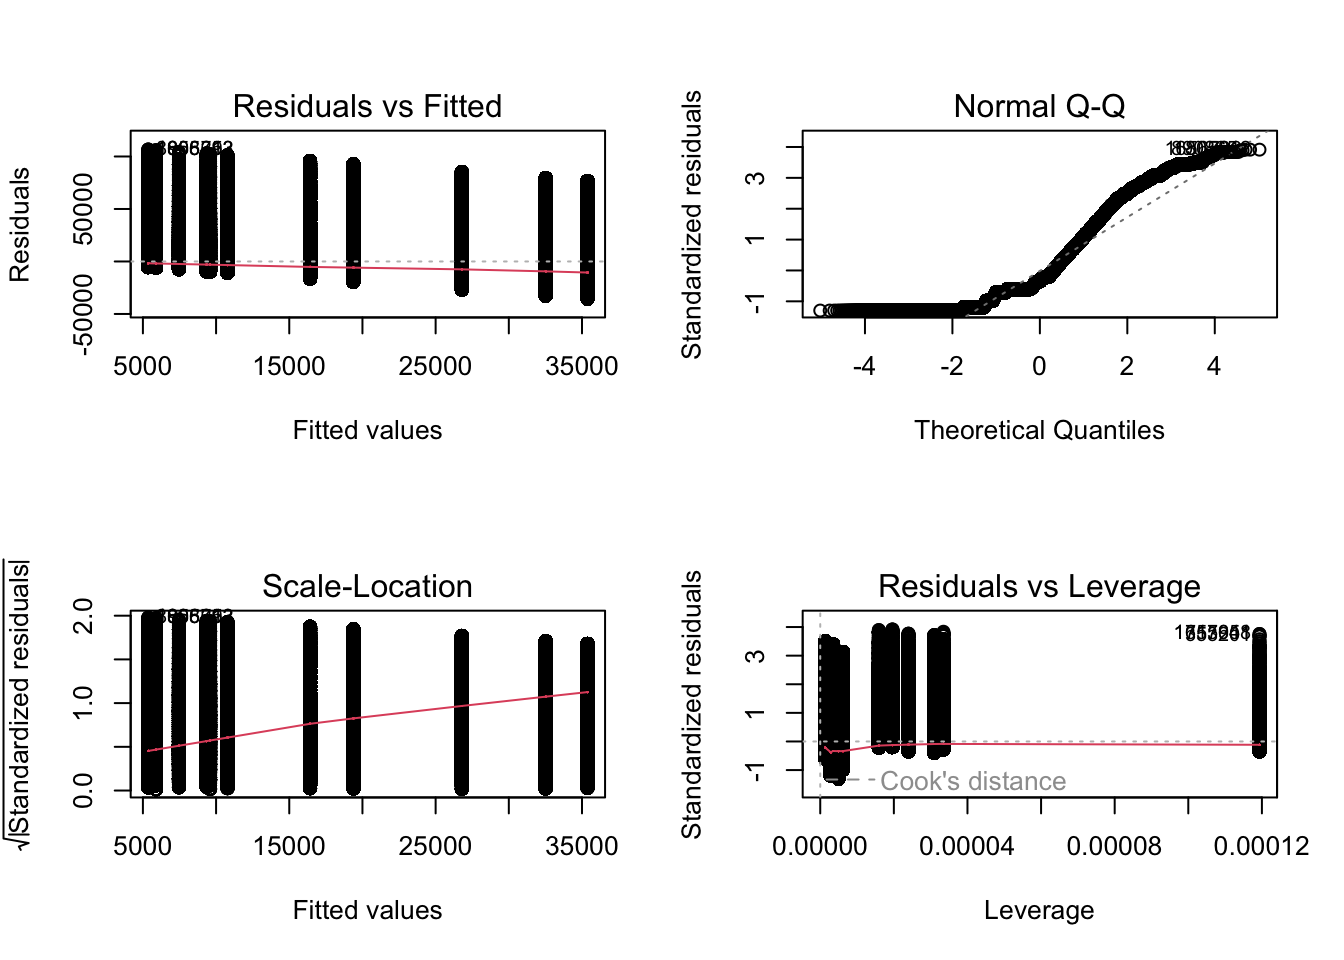 Residuals vs Fitted
Residuals
-50000
50000
5000
15000
25000
35000
Fitted values
Normal Q-Q
Standardized residuals
-1
1
3
-4
-2
0
2
4
Theoretical Quantiles
Scale-Location
√|Standardized residuals|
0.0
1.0
2.0
5000
15000
25000
35000
Fitted values
Residuals vs Leverage
Standardized residuals
-1
1
3
Cook's distance
0.00000
0.00004
0.00008
0.00012
Leverage